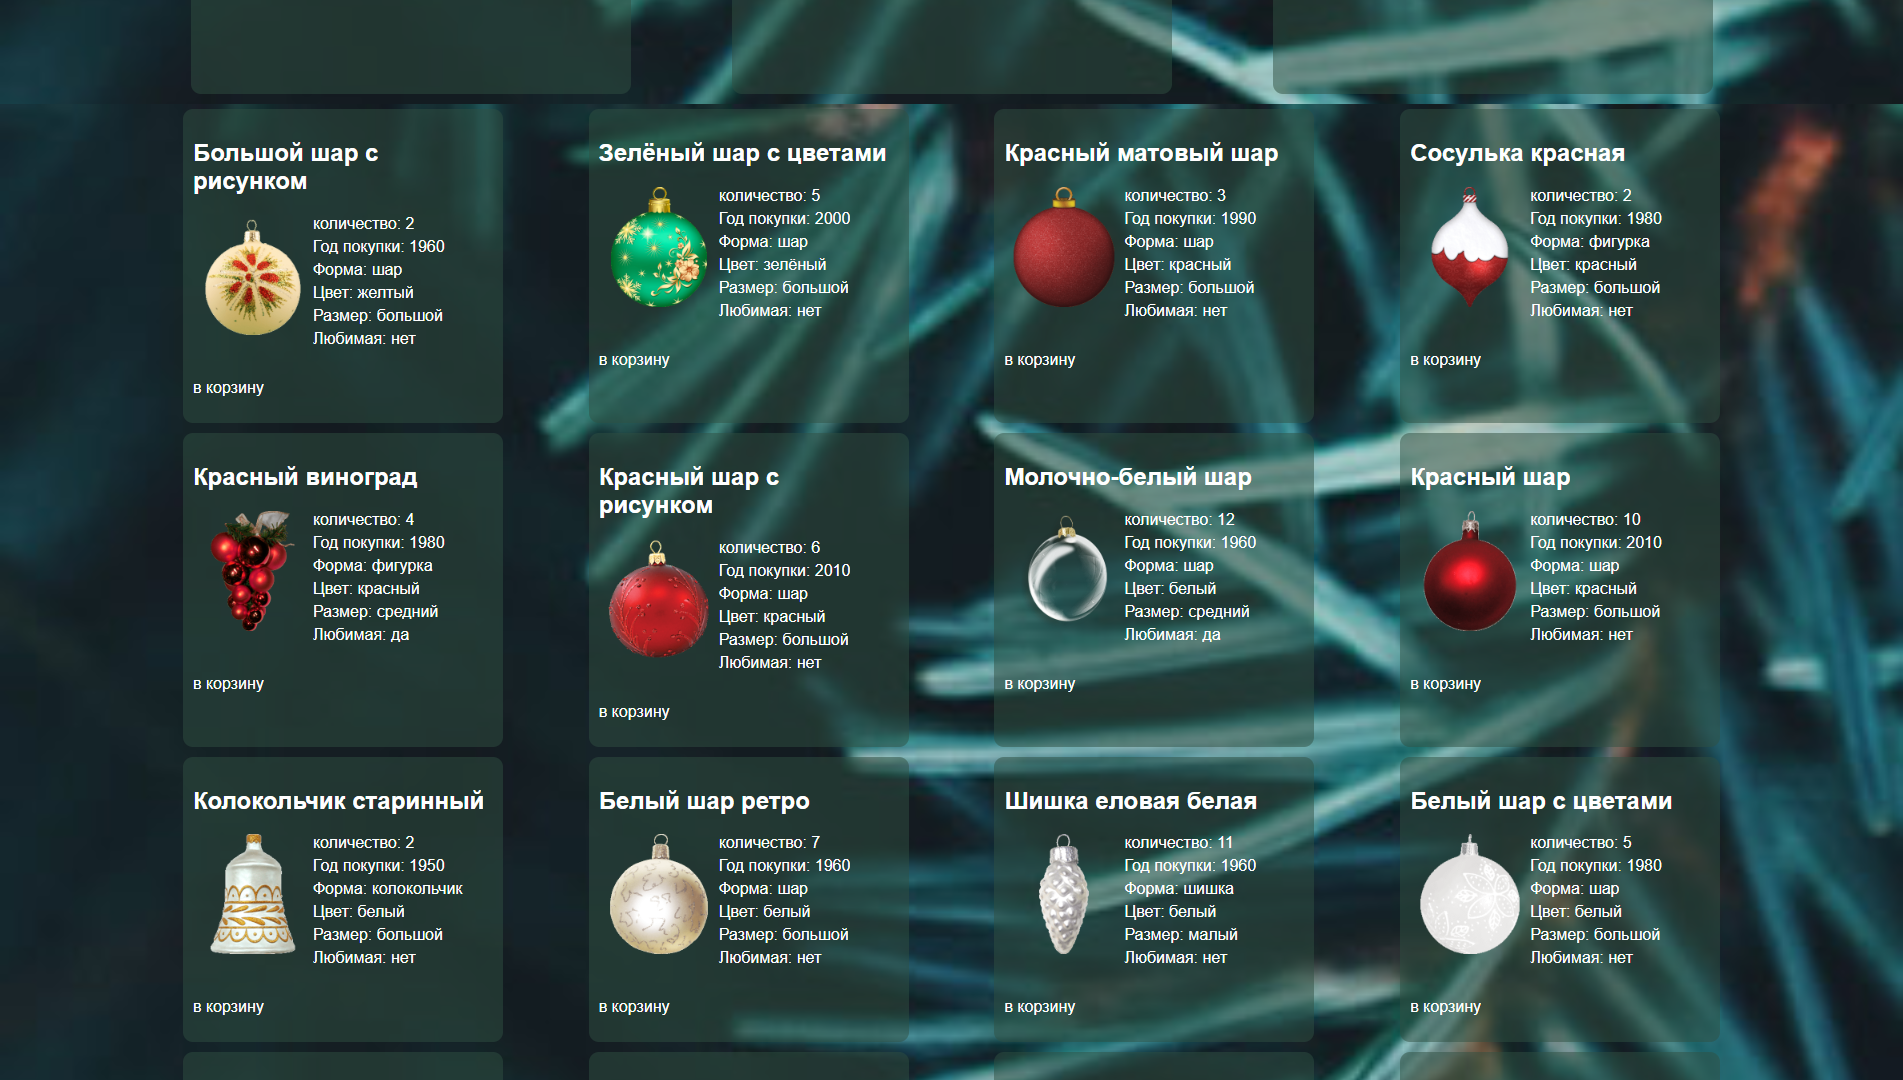 Большой шар с
рисунком
количество: 2
Год покупки: 1960
Форма: шар
Цвет: желтый
Размер: большой
Любимая: нет
в корзину
Зелёный шар с цветами
количество: 5
Год покупки: 2000
Форма: шар
Цвет: зелёный
Размер: большой
Любимая: нет
в корзину
Красный матовый шар
количество: 3
Год покупки: 1990
Форма: шар
Цвет: красный
Размер: большой
Любимая: нет
в корзину
Сосулька красная
количество: 2
Год покупки: 1980
Форма: фигурка
Цвет: красный
Размер: большой
Любимая: нет
в корзину
Красный виноград
количество: 4
Год покупки: 1980
Форма: фигурка
Цвет: красный
Размер: средний
Любимая: да
в корзину
Красный шар с
рисунком
количество: 6
Год покупки: 2010
Форма: шар
Цвет: красный
Размер: большой
Любимая: нет
в корзину
Молочно-белый шар
количество: 12
Год покупки: 1960
Форма: шар
Цвет: белый
Размер: средний
Любимая: да
в корзину
Красный шар
количество: 10
Год покупки: 2010
Форма: шар
Цвет: красный
Размер: большой
Любимая: нет
в корзину
Колокольчик старинный
количество: 2
Год покупки: 1950
Форма: колокольчик
Цвет: белый
Размер: большой
Любимая: нет
в корзину
Белый шар ретро
количество: 7
Год покупки: 1960
Форма: шар
Цвет: белый
Размер: большой
Любимая: нет
в корзину
Шишка еловая белая
количество: 11
Год покупки: 1960
Форма: шишка
Цвет: белый
Размер: малый
Любимая: нет
в корзину
Белый шар с цветами
количество: 5
Год покупки: 1980
Форма: шар
Цвет: белый
Размер: большой
Любимая: нет
в корзину